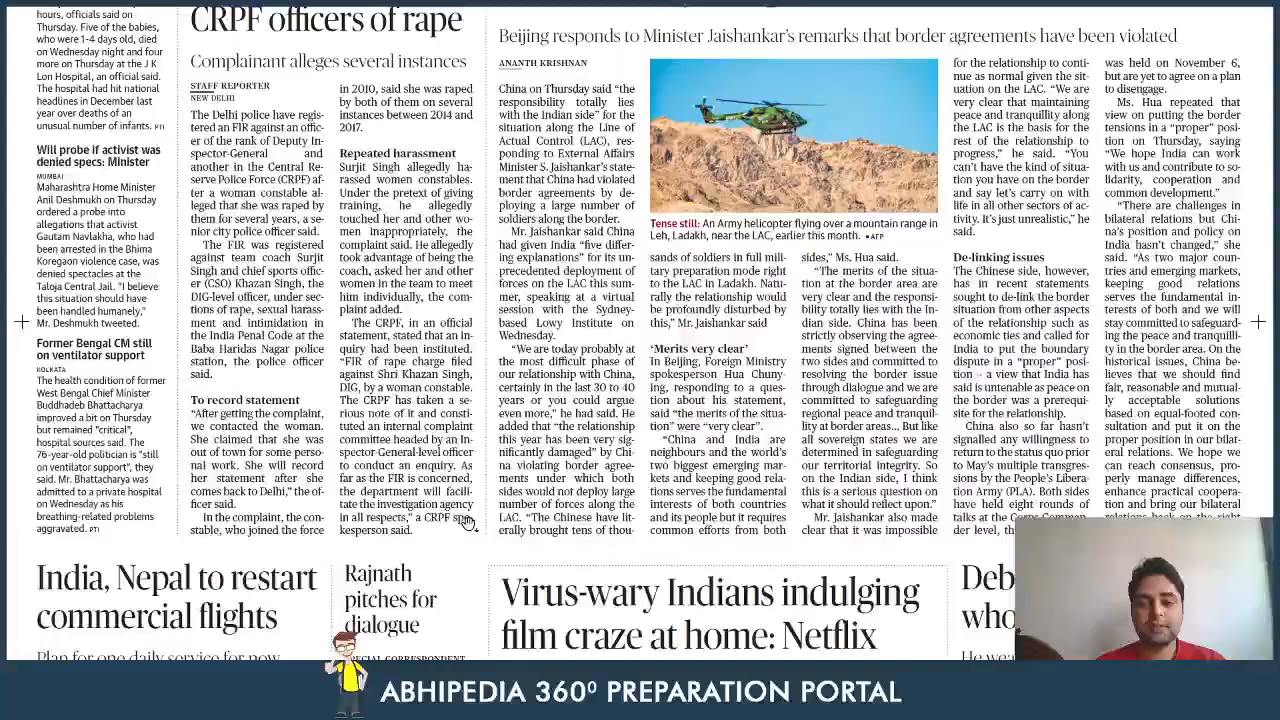 hours, officials said on
Thursday. Five of the babies,
who were 1-4 days old, died
on Wednesday night and four
more on Thursday at the J K
Lon Hospital, an official said.
The hospital had hit national
headlines in December last
year over deaths of an
unusual number of infants. PTI
Will probe if activist was
denied specs: Minister
MUMBAI
Maharashtra Home Minister
Anil Deshmukh on Thursday
ordered a probe into
allegations that activist
Gautam Navlakha, who had
been arrested in the Bhima
Koregaon violence case, was
denied spectacles at the
Taloja Central Jail. "I believe
this situation should have
been handled humanely,"
Mr. Deshmukh tweeted.
Former Bengal CM still
on ventilator support
KOLKATA
The health condition of former
West Bengal Chief Minister
Buddhadeb Bhattacharya
improved a bit on Thursday
but remained "critical",
hospital sources said. The
76-year-old politician is "still
on ventilator support", they
said. Mr. Bhattacharya was
admitted to a private hospital
on Wednesday as his
breathing-related problems
aggravated. PTI
CRPF officers of rape
Complainant alleges several instances
STAFF REPORTER
NEW DELHI
The Delhi police have regis-
tered an FIR against an offic-
er of the rank of Deputy In-
spector-General and
another in the Central Re-
serve Police Force (CRPF) af-
ter a woman constable al-
leged that she was raped by
them for several years, a se-
nior city police officer said.
The FIR was registered
against team coach Surjit
Singh and chief sports offic-
er (CSO) Khazan Singh, the
DIG-level officer, under sec-
tions of rape, sexual harass-
ment and intimidation in
the India Penal Code at the
Baba Haridas Nagar police
station, the police officer
said.
To record statement
"After getting the complaint,
we contacted the woman.
She claimed that she was
out of town for some perso-
nal work. She will record
her statement after she
comes back to Delhi," the of-
ficer said.
In the complaint, the con-
stable, who joined the force
in 2010, said she was raped
by both of them on several
instances between 2014 and
2017.
Repeated harassment
Surjit Singh allegedly ha-
rassed women constables.
Under the pretext of giving
training, he allegedly
touched her and other wo-
men inappropriately, the
complaint said. He allegedly
took advantage of being the
coach, asked her and other
women in the team to meet
him individually, the com-
plaint added.
The CRPF, in an official
statement, stated that an in-
quiry had been instituted.
"FIR of rape charge filed
against Shri Khazan Singh,
DIG, by a woman constable.
The CRPF has taken a se-
rious note of it and consti-
tuted an internal complaint
committee headed by an In-
spector-General-level officer
to conduct an enquiry. As
far as the FIR is concerned,
the department will facili-
tate the investigation agency
in all respects," a CRPF spo-
kesperson said.
Beijing responds to Minister Jaishankar's remarks that border agreements have been violated
ANANTH KRISHNAN
China on Thursday said "the
responsibility totally lies
with the Indian side" for the
situation along the Line of
Actual Control (LAC), res-
ponding to External Affairs
Minister S. Jaishankar's state-
ment that China had violated
border agreements by de-
ploying a large number of
soldiers along the border.
Mr. Jaishankar said China
had given India "five differ-
ing explanations" for its un-
precedented deployment of
forces on the LAC this sum-
mer, speaking at a virtual
session with the Sydney-
based Lowy Institute on
Wednesday.
"We are today probably at
the most difficult phase of
our relationship with China,
certainly in the last 30 to 40
years or you could argue
even more," he had said. He
added that "the relationship
this year has been very sig-
nificantly damaged" by Chi-
na violating border agree-
ments under which both
sides would not deploy large
number of forces along the
LAC. "The Chinese have lit-
erally brought tens of thou-
Tense still: An Army helicopter flying over a mountain range in
Leh, Ladakh, near the LAC, earlier this month. AFP
sands of soldiers in full mili-
tary preparation mode right
to the LAC in Ladakh. Natu-
rally the relationship would
be profoundly disturbed by
this," Mr. Jaishankar said
'Merits very clear'
In Beijing, Foreign Ministry
spokesperson Hua Chuny-
ing, responding to a ques-
tion about his statement,
said "the merits of the situa-
tion" were "very clear".
"China and India are
neighbours and the world's
two biggest emerging mar-
kets and keeping good rela-
tions serves the fundamental
interests of both countries
and its people but it requires
common efforts from both
sides," Ms. Hua said.
"The merits of the situa-
tion at the border area are
very clear and the responsi-
bility totally lies with the In-
dian side. China has been
strictly observing the agree-
ments signed between the
two sides and committed to
resolving the border issue
through dialogue and we are
committed to safeguarding
regional peace and tranquil-
lity at border areas... But like
all sovereign states we are
determined in safeguarding
our territorial integrity. So
on the Indian side, I think
this is a serious question on
what it should reflect upon."
Mr. Jaishankar also made
clear that it was impossible
for the relationship to conti-
nue as normal given the sit-
uation on the LAC. "We are
very clear that maintaining
peace and tranquillity along
the LAC is the basis for the
rest of the relationship to
progress," he said. "You
can't have the kind of situa-
tion you have on the border
and say let's carry on with
life in all other sectors of ac-
tivity. It's just unrealistic," he
said.
De-linking issues
The Chinese side, however,
has in recent statements
sought to de-link the border
situation from other aspects
of the relationship such as
economic ties and called for
India to put the boundary
dispute in a "proper" posi-
tion – a view that India has
said is untenable as peace on
the border was a prerequi-
site for the relationship.
China also so far hasn't
signalled any willingness to
return to the status quo prior
to May's multiple transgres-
sions by the People's Libera-
tion Army (PLA). Both sides
have held eight rounds of
talks at the Corps Comman-
der level, th
was held on November 6,
but are yet to agree on a plan
to disengage.
Ms. Hua repeated that
view on putting the border
tensions in a "proper" posi-
tion on Thursday, saying
"We hope India can work
with us and contribute to so-
lidarity, cooperation and
common development."
"There are challenges in
bilateral relations but Chi-
na's position and policy on
India hasn't changed," she
said. "As two major coun-
tries and emerging markets,
keeping good relations
serves the fundamental in-
terests of both and we will
stay committed to safeguard-
ing the peace and tranquilli-
ty in the border area. On the
historical issues, China be-
lieves that we should find
fair, reasonable and mutual-
ly acceptable solutions
based on equal-footed con-
sultation and put it on the
proper position in our bilat-
eral relations. We hope we
can reach consensus, pro-
perly manage differences,
enhance practical coopera-
tion and bring our bilateral
relations back on the right
India, Nepal to restart
commercial flights
Plan for one daily service for now
Rajnath
pitches for
dialogue
SPECIAL CORRESPONDENT
Virus-wary Indians indulging
film craze at home: Netflix
Deb
who
He wea
ABHIPEDIA 360⁰ PREPARATION PORTAL